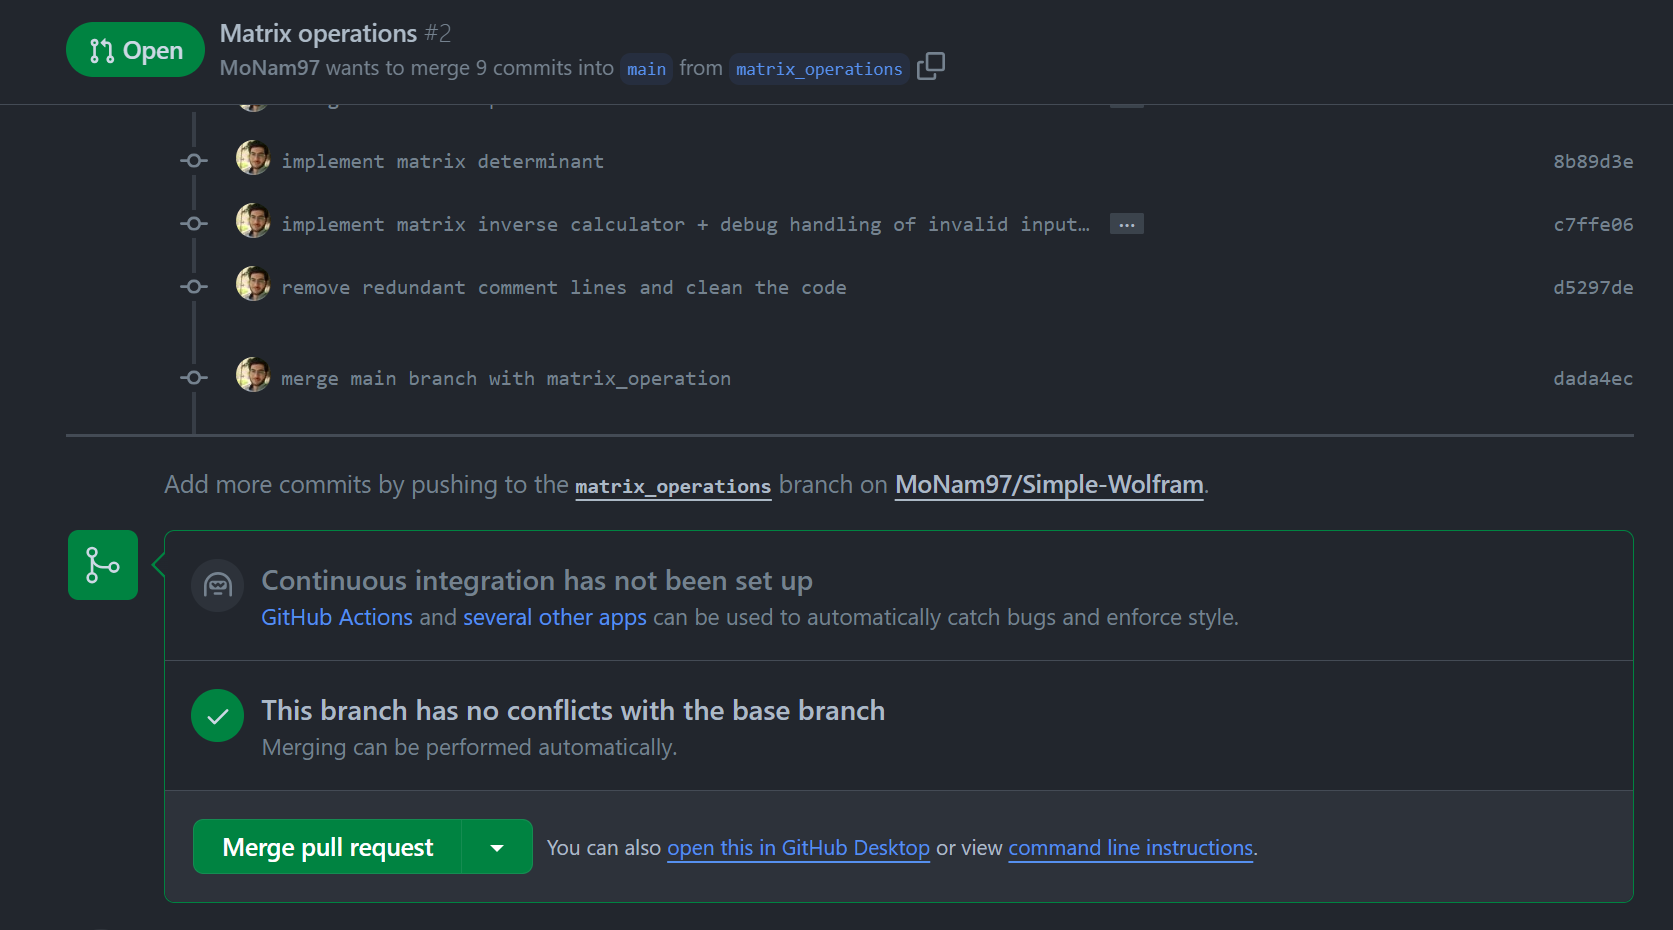 Open
Matrix operations #2
MoNam97 wants to merge 9 commits into main from matrix_operations
implement matrix determinant 8b89d3e
implement matrix inverse calculator + debug handling of invalid input… ... c7ffe06
remove redundant comment lines and clean the code d5297de
merge main branch with matrix_operation dada4ec
Add more commits by pushing to the matrix_operations branch on MoNam97/Simple-Wolfram.
Continuous integration has not been set up
GitHub Actions and several other apps can be used to automatically catch bugs and enforce style.
This branch has no conflicts with the base branch
Merging can be performed automatically.
Merge pull request You can also open this in GitHub Desktop or view command line instructions.